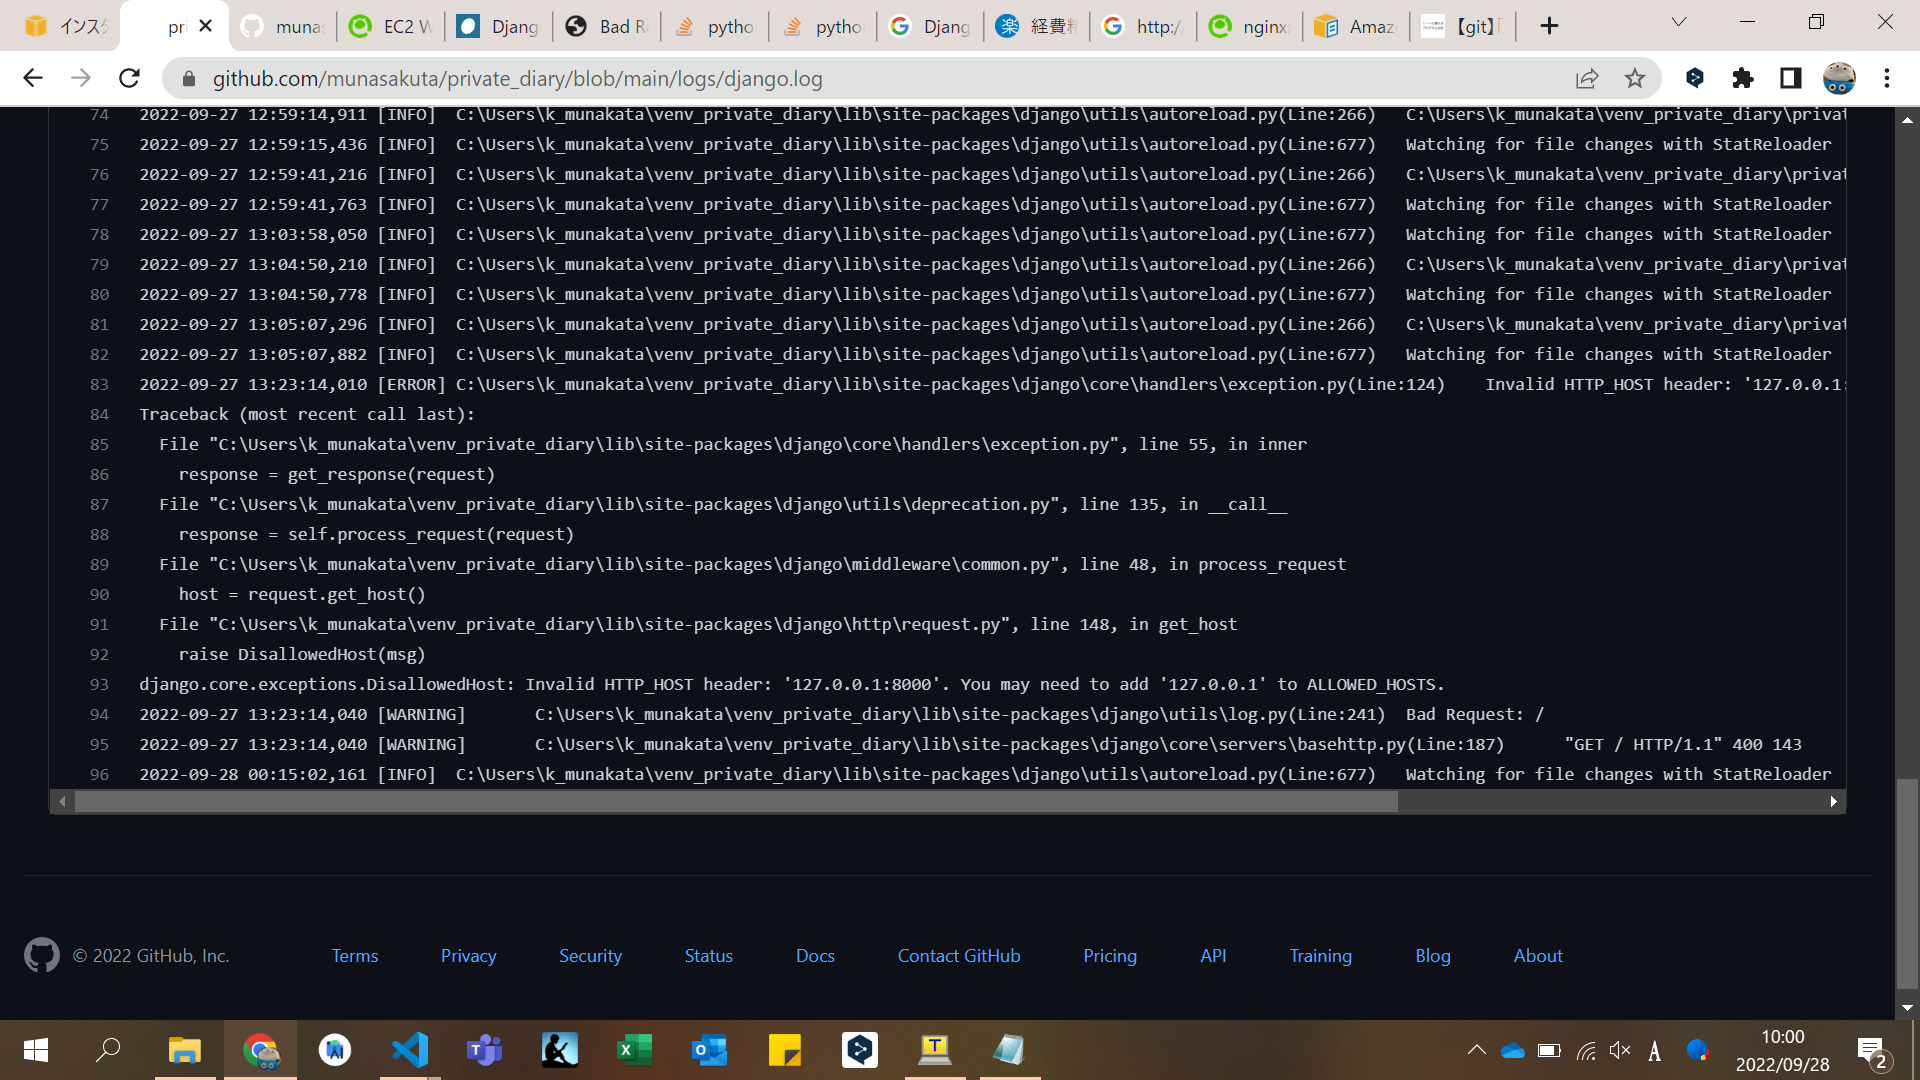 インスタ
pri
muna
EC2 W
Djang
Bad R
pytho
pytho
Djang
経費精
http:/
nginx
Amaz
【git】
github.com/munasakuta/private_diary/blob/main/logs/django.log
74 2022-09-27 12:59:14,911 [INFO] C:\Users\k_munakata\venv_private_diary\lib\site-packages\django\utils\autoreload.py(Line:266) C:\Users\k_munakata\venv_private_diary\privat
75 2022-09-27 12:59:15,436 [INFO] C:\Users\k_munakata\venv_private_diary\lib\site-packages\django\utils\autoreload.py(Line:677) Watching for file changes with StatReloader
76 2022-09-27 12:59:41,216 [INFO] C:\Users\k_munakata\venv_private_diary\lib\site-packages\django\utils\autoreload.py(Line:266) C:\Users\k_munakata\venv_private_diary\privat
77 2022-09-27 12:59:41,763 [INFO] C:\Users\k_munakata\venv_private_diary\lib\site-packages\django\utils\autoreload.py(Line:677) Watching for file changes with StatReloader
78 2022-09-27 13:03:58,050 [INFO] C:\Users\k_munakata\venv_private_diary\lib\site-packages\django\utils\autoreload.py(Line:677) Watching for file changes with StatReloader
79 2022-09-27 13:04:50,210 [INFO] C:\Users\k_munakata\venv_private_diary\lib\site-packages\django\utils\autoreload.py(Line:266) C:\Users\k_munakata\venv_private_diary\privat
80 2022-09-27 13:04:50,778 [INFO] C:\Users\k_munakata\venv_private_diary\lib\site-packages\django\utils\autoreload.py(Line:677) Watching for file changes with StatReloader
81 2022-09-27 13:05:07,296 [INFO] C:\Users\k_munakata\venv_private_diary\lib\site-packages\django\utils\autoreload.py(Line:266) C:\Users\k_munakata\venv_private_diary\privat
82 2022-09-27 13:05:07,882 [INFO] C:\Users\k_munakata\venv_private_diary\lib\site-packages\django\utils\autoreload.py(Line:677) Watching for file changes with StatReloader
83 2022-09-27 13:23:14,010 [ERROR] C:\Users\k_munakata\venv_private_diary\lib\site-packages\django\core\handlers\exception.py(Line:124) Invalid HTTP_HOST header: '127.0.0.1:
84 Traceback (most recent call last):
85 File "C:\Users\k_munakata\venv_private_diary\lib\site-packages\django\core\handlers\exception.py", line 55, in inner
86 response = get_response(request)
87 File "C:\Users\k_munakata\venv_private_diary\lib\site-packages\django\utils\deprecation.py", line 135, in __call__
88 response = self.process_request(request)
89 File "C:\Users\k_munakata\venv_private_diary\lib\site-packages\django\middleware\common.py", line 48, in process_request
90 host = request.get_host()
91 File "C:\Users\k_munakata\venv_private_diary\lib\site-packages\django\http\request.py", line 148, in get_host
92 raise DisallowedHost(msg)
93 django.core.exceptions.DisallowedHost: Invalid HTTP_HOST header: '127.0.0.1:8000'. You may need to add '127.0.0.1' to ALLOWED_HOSTS.
94 2022-09-27 13:23:14,040 [WARNING] C:\Users\k_munakata\venv_private_diary\lib\site-packages\django\utils\log.py(Line:241) Bad Request: /
95 2022-09-27 13:23:14,040 [WARNING] C:\Users\k_munakata\venv_private_diary\lib\site-packages\django\core\servers\basehttp.py(Line:187) "GET / HTTP/1.1" 400 143
96 2022-09-28 00:15:02,161 [INFO] C:\Users\k_munakata\venv_private_diary\lib\site-packages\django\utils\autoreload.py(Line:677) Watching for file changes with StatReloader
© 2022 GitHub, Inc. Terms Privacy Security Status Docs Contact GitHub Pricing API Training Blog About
A 10:00
2022/09/28
2